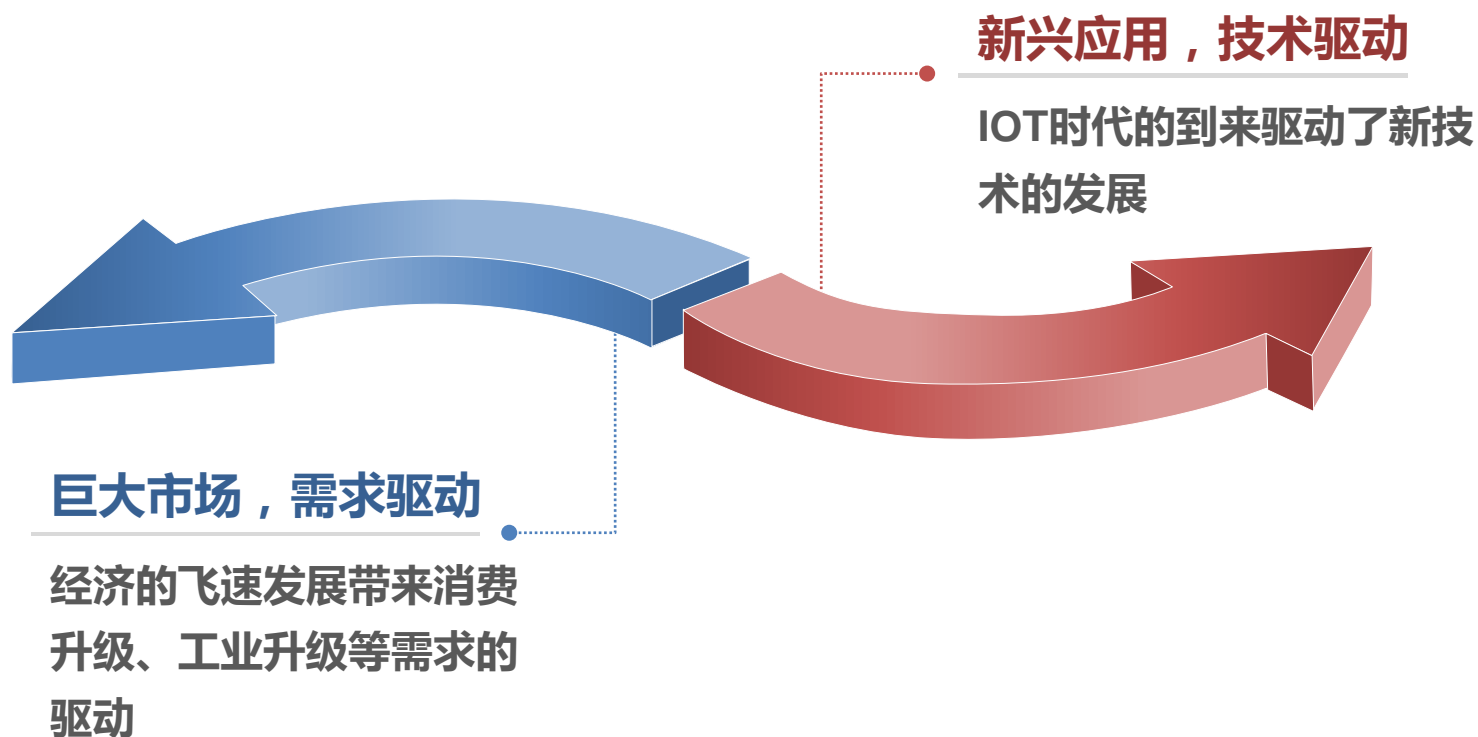 新兴应用，技术驱动
IOT时代的到来驱动了新技
术的发展
巨大市场，需求驱动
经济的飞速发展带来消费
升级、工业升级等需求的
驱动